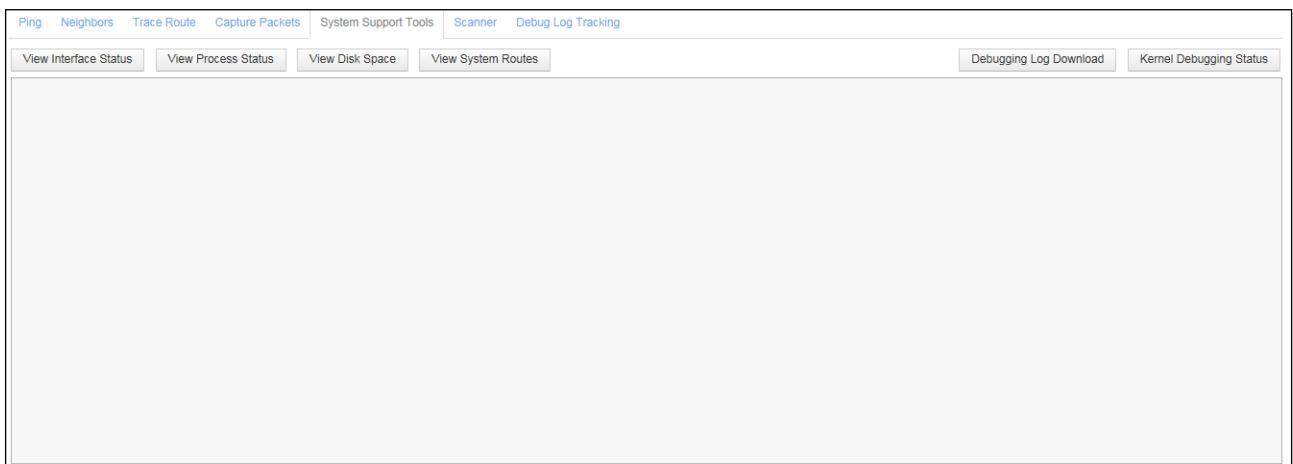 Ping Neighbors Trace Route Capture Packets System Support Tools Scanner Debug Log Tracking
View Interface Status View Process Status View Disk Space View System Routes Debugging Log Download Kernel Debugging Status